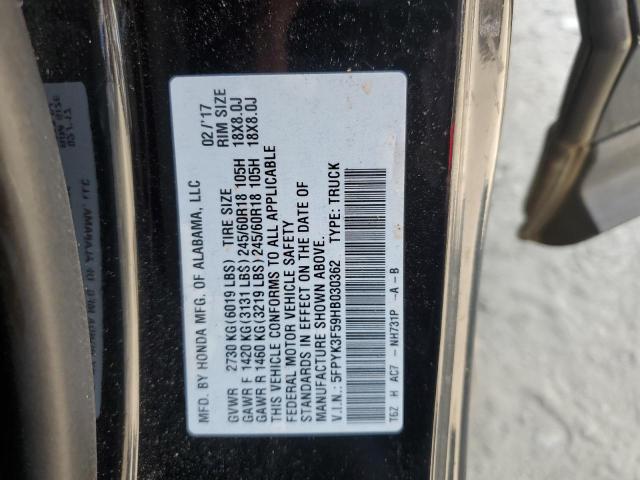 MFD. BY HONDA MFG. OF ALABAMA, LLC 02/'17
GVWR 2730 KG(6019 LBS) TIRE SIZE RIM SIZE
GAWR F 1420 KG(3131 LBS) 245/60R18 105H 18X8.0J
GAWR R 1460 KG(3219 LBS) 245/60R18 105H 18X8.0J
THIS VEHICLE CONFORMS TO ALL APPLICABLE
FEDERAL MOTOR VEHICLE SAFETY
STANDARDS IN EFFECT ON THE DATE OF
MANUFACTURE SHOWN ABOVE.
V.I.N.: 5FPYK3F59HB030362 TYPE: TRUCK
T6Z H AC7 - NH731P -A-B